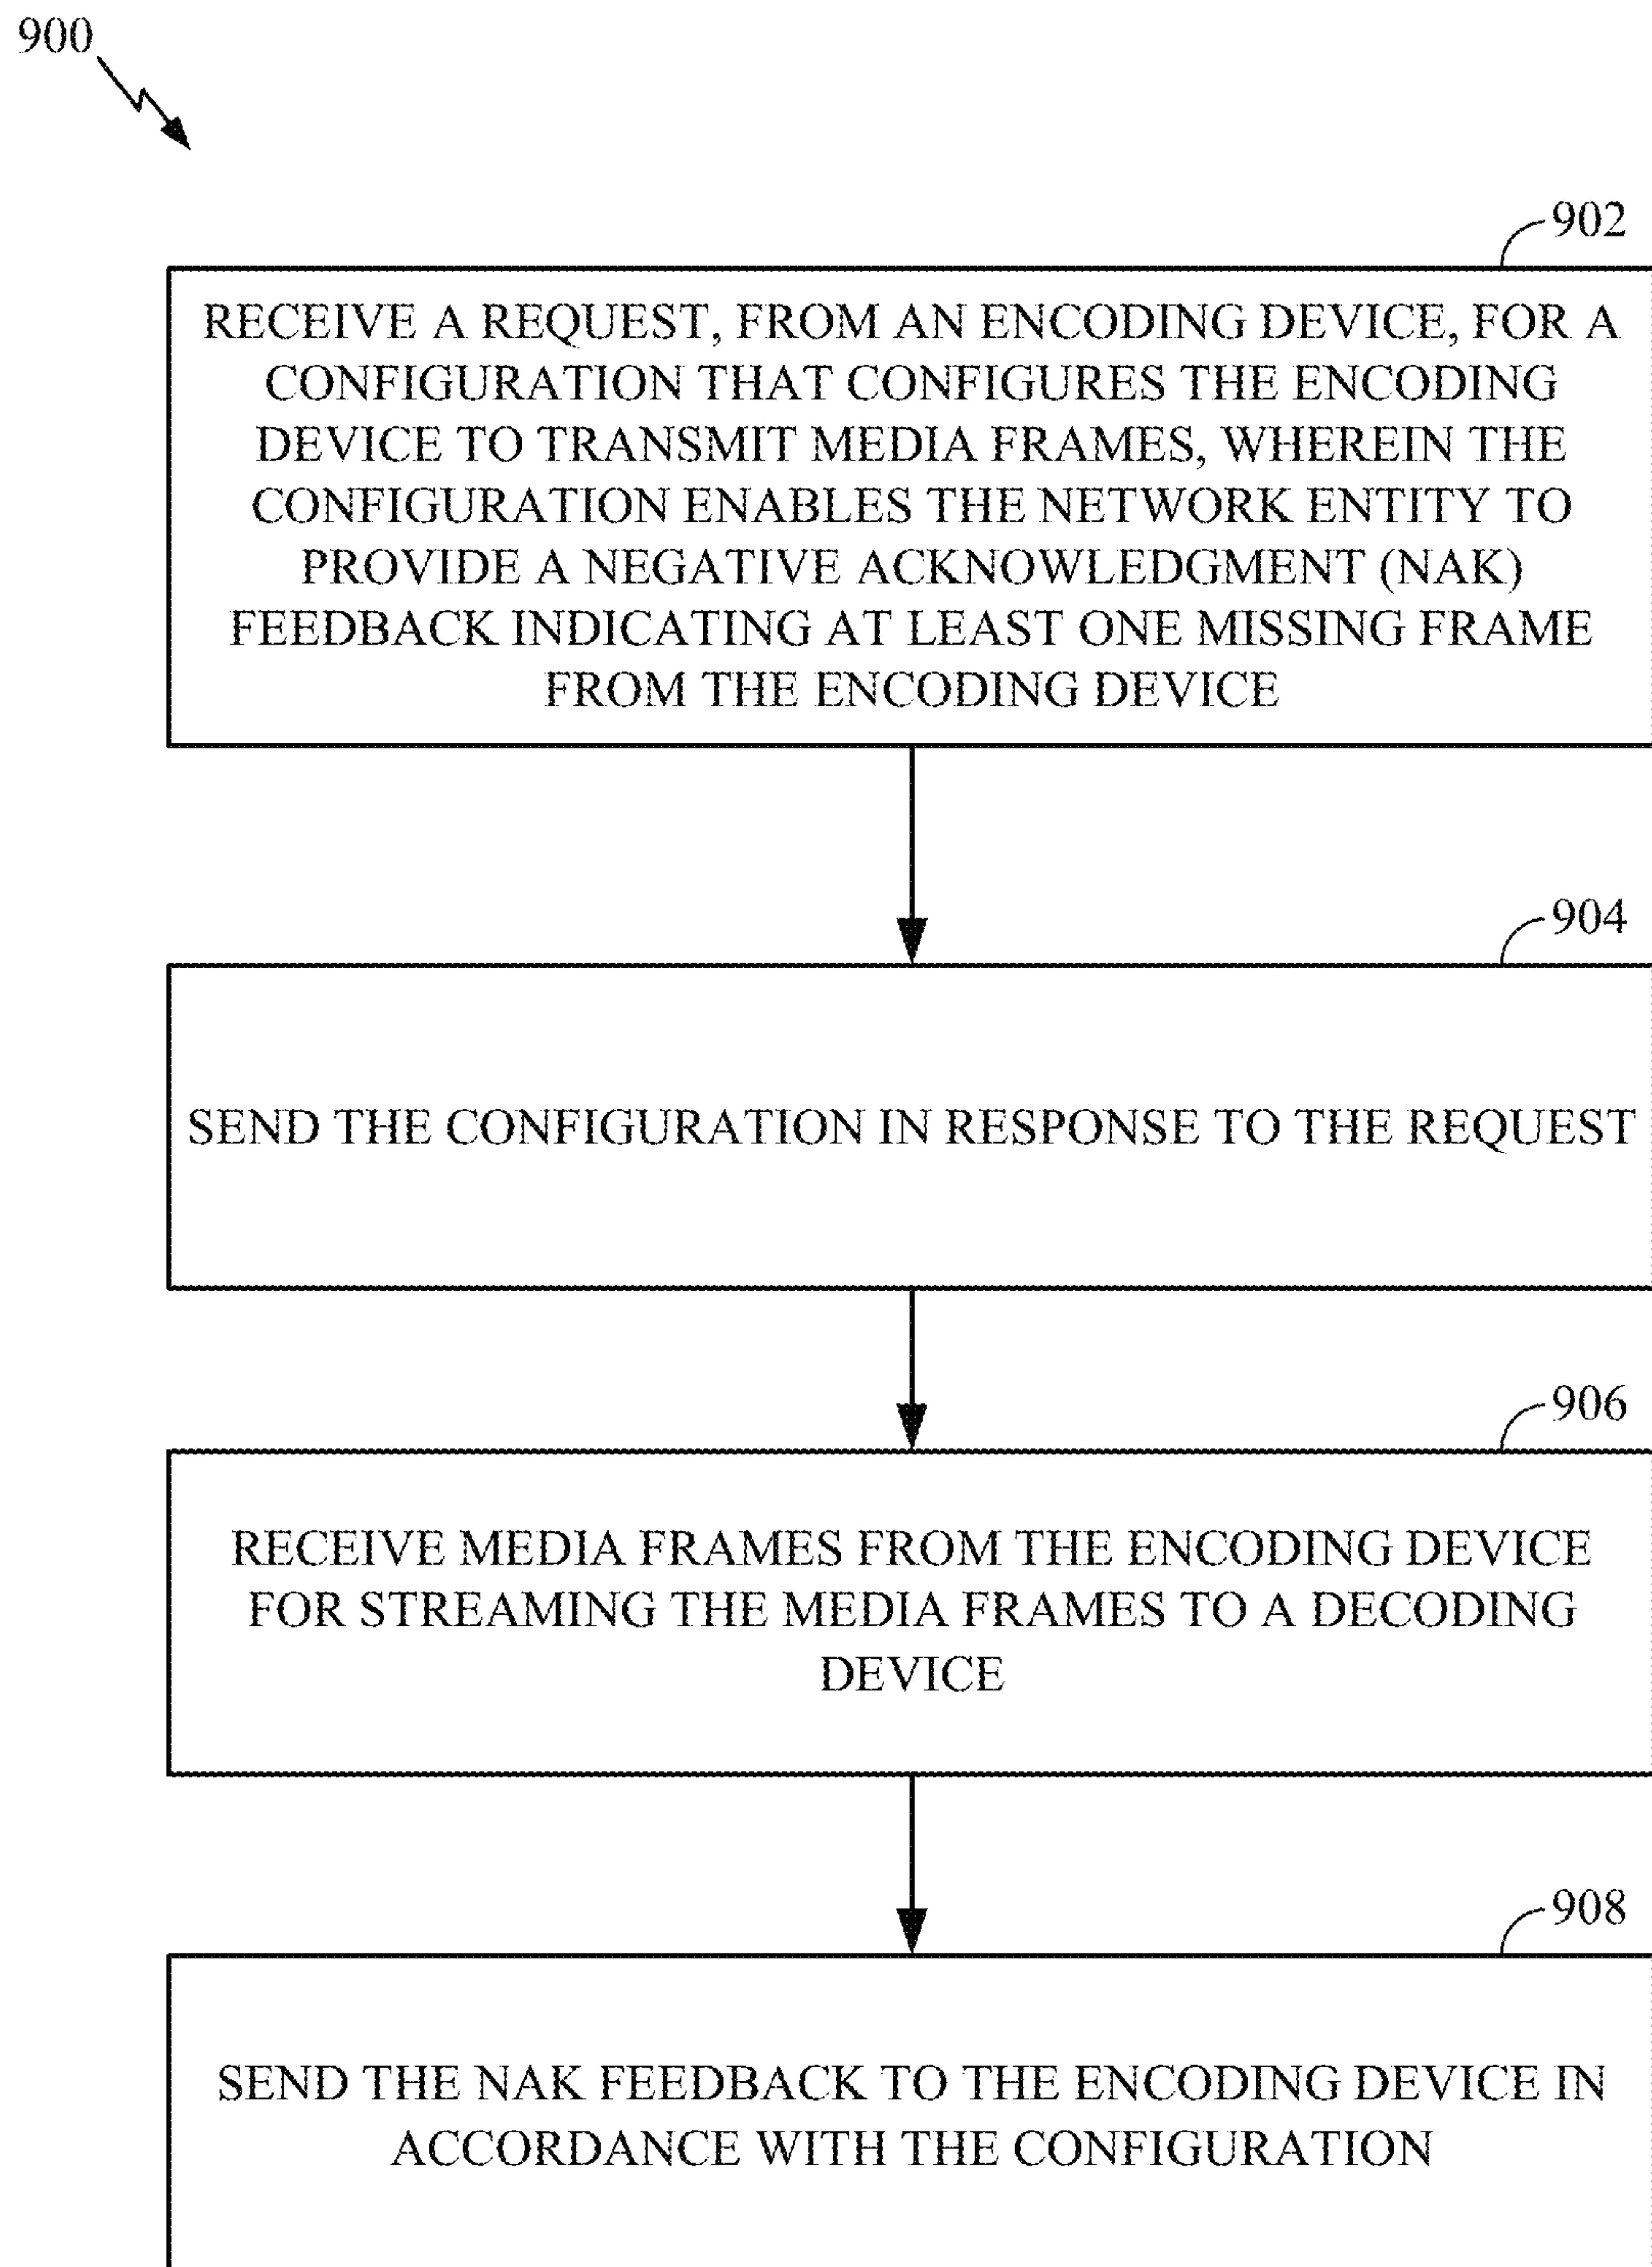 900
902
RECEIVE A REQUEST, FROM AN ENCODING DEVICE, FOR A
CONFIGURATION THAT CONFIGURES THE ENCODING
DEVICE TO TRANSMIT MEDIA FRAMES, WHEREIN THE
CONFIGURATION ENABLES THE NETWORK ENTITY TO
PROVIDE A NEGATIVE ACKNOWLEDGMENT (NAK)
FEEDBACK INDICATING AT LEAST ONE MISSING FRAME
FROM THE ENCODING DEVICE
904
SEND THE CONFIGURATION IN RESPONSE TO THE REQUEST
906
RECEIVE MEDIA FRAMES FROM THE ENCODING DEVICE
FOR STREAMING THE MEDIA FRAMES TO A DECODING
DEVICE
908
SEND THE NAK FEEDBACK TO THE ENCODING DEVICE IN
ACCORDANCE WITH THE CONFIGURATION